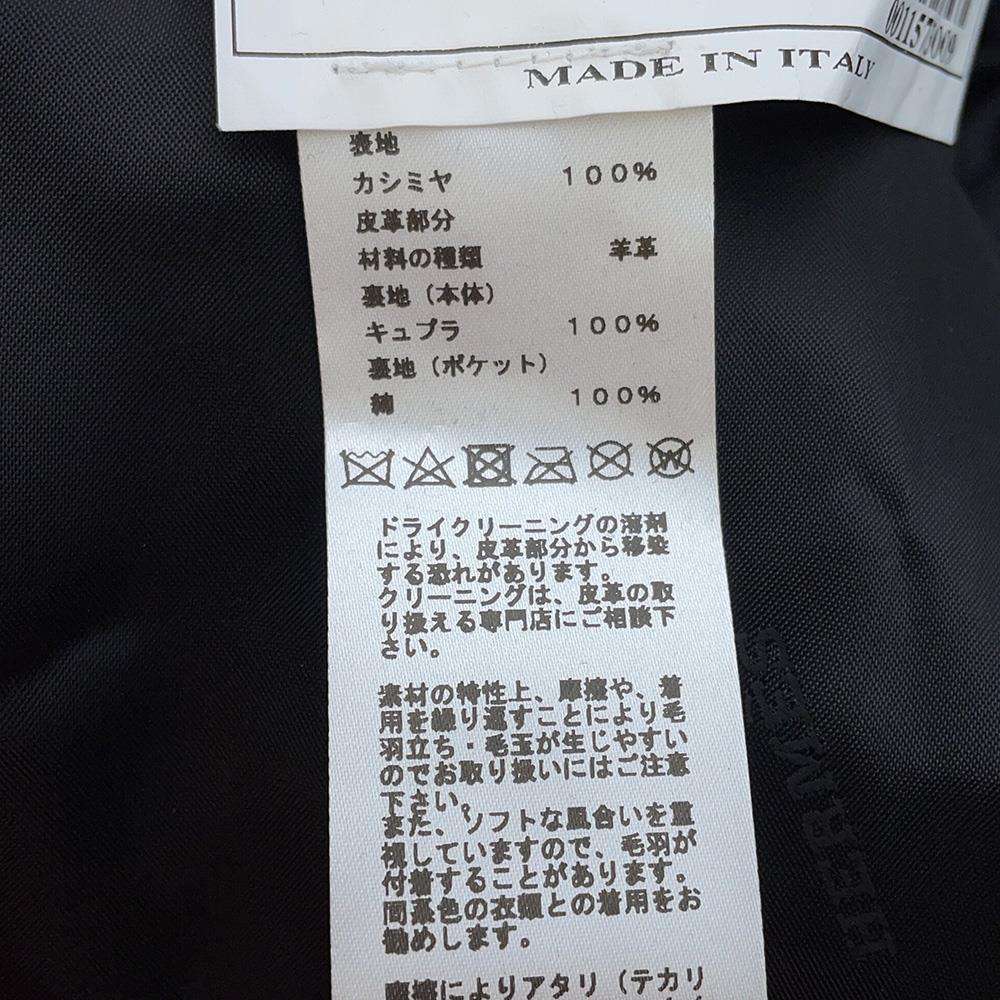 0011578069
MADE IN ITALY
表地
カシミヤ 100%
皮革部分
材料の種類 羊革
裏地（本体）
キュプラ 100%
裏地（ポケット）
綿 100%
W
ドライクリーニングの溶剤
により、皮革部分から移染
する恐れがあります。
クリーニングは、皮革の取
り扱える専門店にご相談下
さい。
素材の特性上、摩擦や、着
用を繰り返すことにより毛
羽立ち・毛玉が生じやすい
のでお取り扱いにはご注意
下さい。
また、ソフトな風合いを重
視していますので、毛羽が
付着することがあります。
同系色の衣類との着用をお
勧めします。
摩擦によりアタリ（テカリ